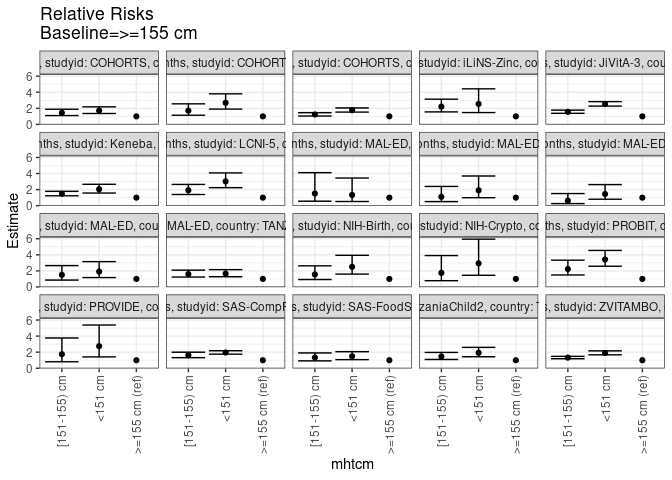 Relative Risks
Baseline=>=155 cm
, studyid: COHORTS, c
nths, studyid: COHORT
ths, studyid: COHORTS, c
studyid: iLiNS-Zinc, co
s, studyid: JiVitA-3, cou
nths, studyid: Keneba,
nths, studyid: LCNI-5, c
nths, studyid: MAL-ED,
onths, studyid: MAL-ED
onths, studyid: MAL-ED
studyid: MAL-ED, cou
MAL-ED, country: TAN
ths, studyid: NIH-Birth, cou
studyid: NIH-Crypto, c
ths, studyid: PROBIT, c
, studyid: PROVIDE, co
s, studyid: SAS-CompF
s, studyid: SAS-FoodS
zaniaChild2, country: T
s, studyid: ZVITAMBO,
6
4
2
0
6
4
2
0
6
4
2
0
6
4
2
0
Estimate
[151-155) cm
<151 cm
>=155 cm (ref)
[151-155) cm
<151 cm
>=155 cm (ref)
[151-155) cm
<151 cm
>=155 cm (ref)
[151-155) cm
<151 cm
>=155 cm (ref)
[151-155) cm
<151 cm
>=155 cm (ref)
mhtcm